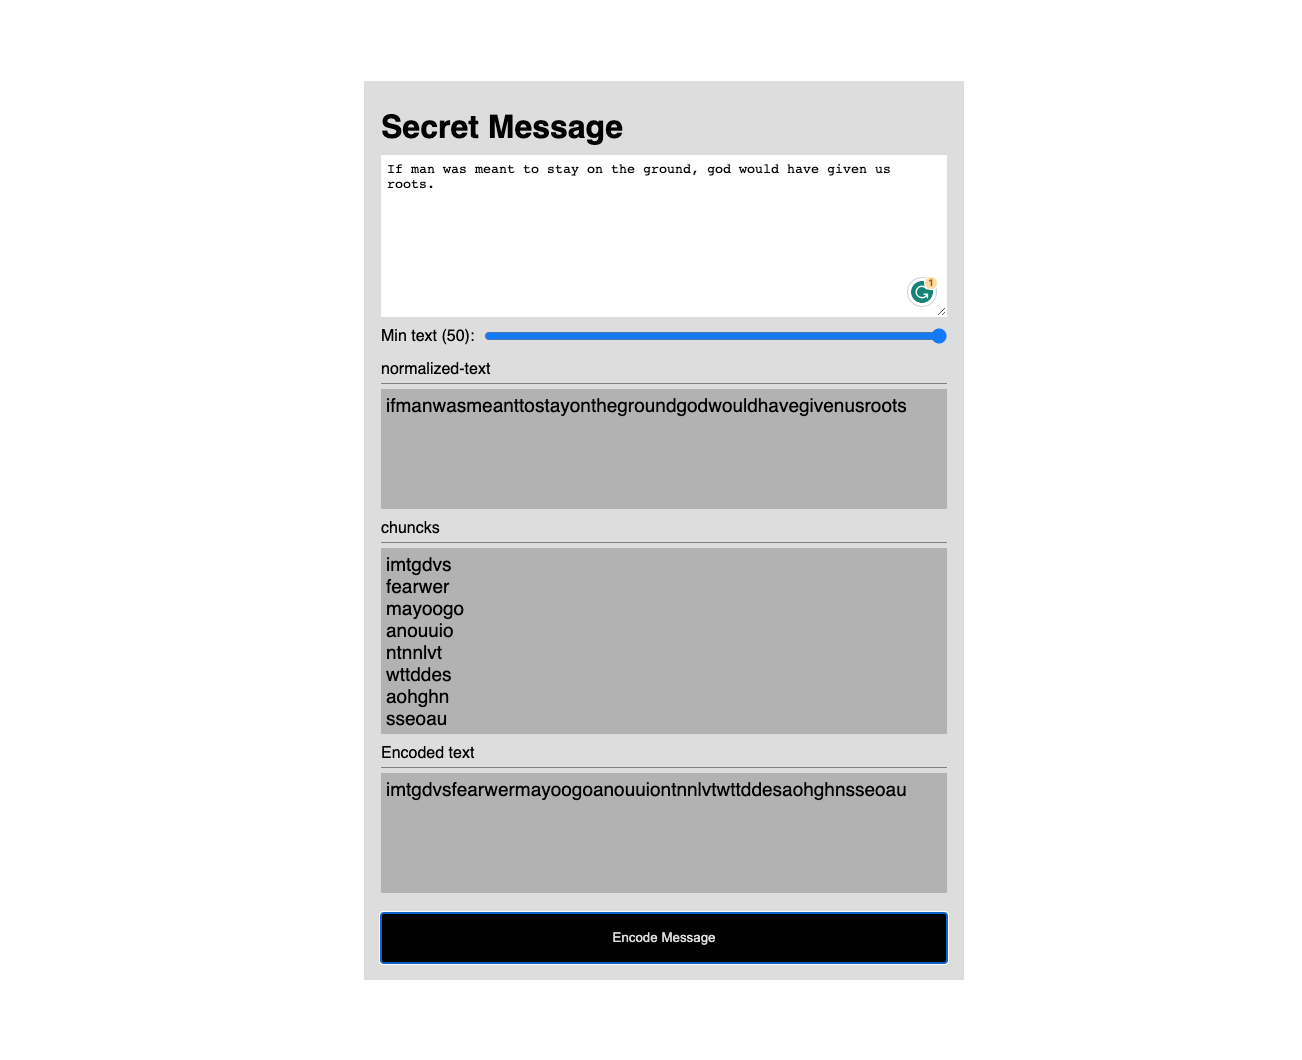 Secret Message
If man was meant to stay on the ground, god would have given us
roots.
1
Min text (50):
normalized-text
ifmanwasmeanttostayonthegroundgodwouldhavegivenusroots
chuncks
imtgdvs
fearwer
mayoogo
anouuio
ntnnlvt
wttddes
aohghn
sseoau
Encoded text
imtgdvsfearwermayoogoanouuiontnnlvtwttddesaohghnsseoau
Encode Message